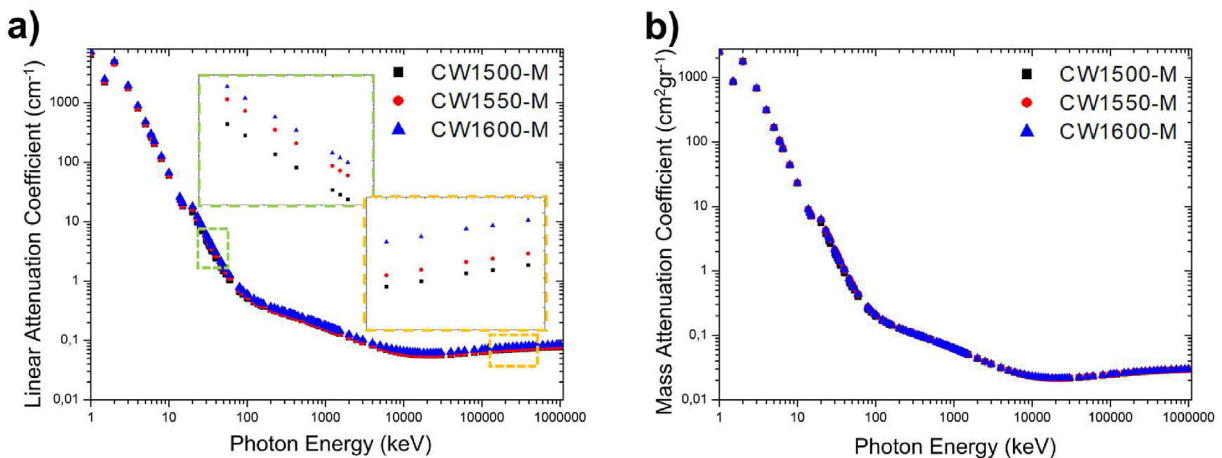 a)
Linear Attenuation Coefficient (cm⁻¹)
1000
100
10
1
0,1
0,01
CW1500-M
CW1550-M
CW1600-M
1 10 100 1000 10000 100000 1000000
Photon Energy (keV)
b)
Mass Attenuation Coefficient (cm²gr⁻¹)
1000
100
10
1
0,1
0,01
CW1500-M
CW1550-M
CW1600-M
1 10 100 1000 10000 100000 1000000
Photon Energy (keV)